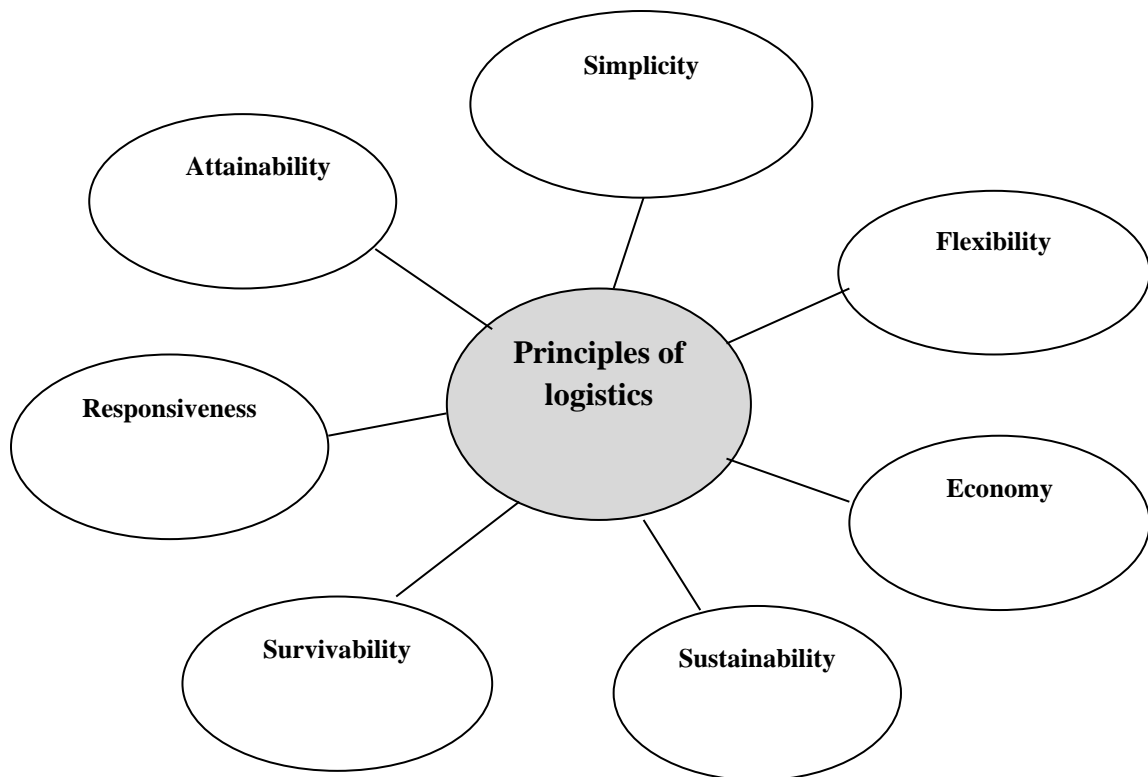 Simplicity
Attainability
Flexibility
Principles of
logistics
Responsiveness
Economy
Survivability
Sustainability